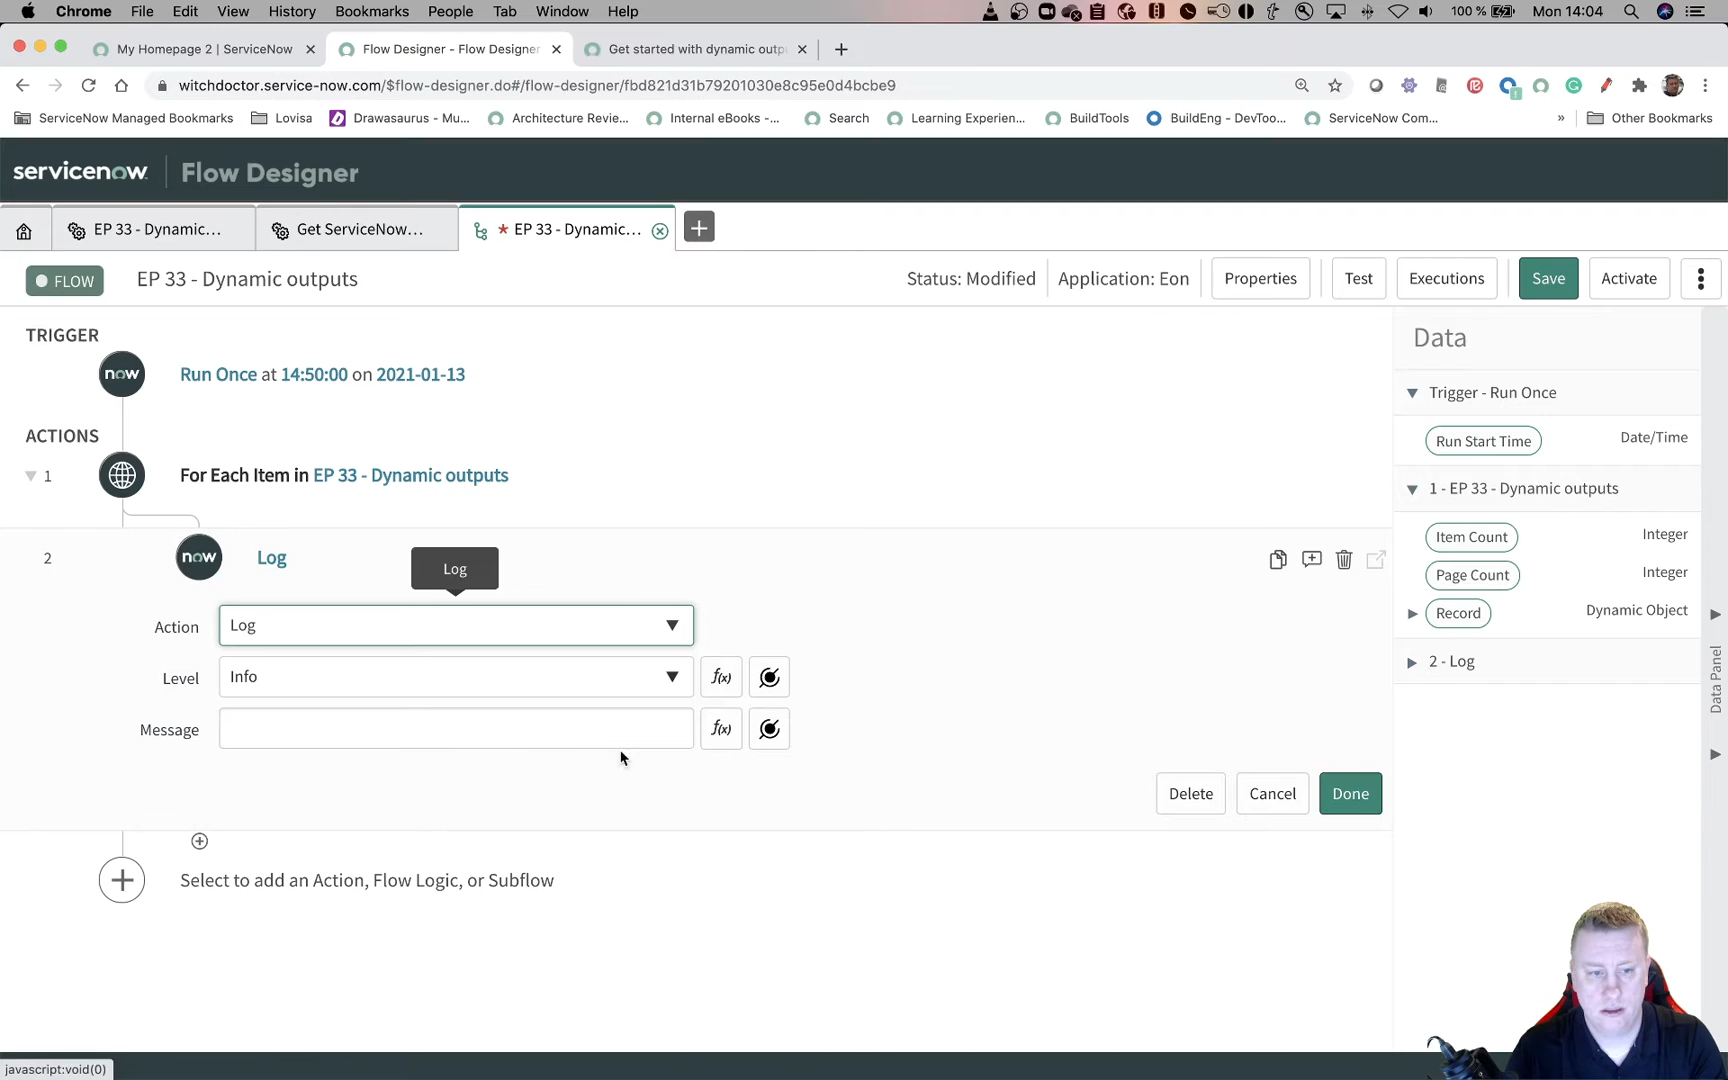 Chrome File Edit View History Bookmarks People Tab Window Help 100 % Mon 14:04
My Homepage 2 | ServiceNow Flow Designer - Flow Designer Get started with dynamic outp
witchdoctor.service-now.com/$flow-designer.do#/flow-designer/fbd821d31b79201030e8c95e0d4bcbe9
ServiceNow Managed Bookmarks Lovisa Drawasaurus - Mu... Architecture Revie... Internal eBooks -... Search Learning Experien... BuildTools BuildEng - DevToo... ServiceNow Com... » Other Bookmarks
servicenow Flow Designer
EP 33 - Dynamic... Get ServiceNow... * EP 33 - Dynamic...
FLOW EP 33 - Dynamic outputs Status: Modified Application: Eon Properties Test Executions Save Activate
TRIGGER
now Run Once at 14:50:00 on 2021-01-13
ACTIONS
1 For Each Item in EP 33 - Dynamic outputs
2 now Log
Log
Action Log
Level Info f(x)
Message f(x)
Delete Cancel Done
Select to add an Action, Flow Logic, or Subflow
Data
Trigger - Run Once
Run Start Time Date/Time
1 - EP 33 - Dynamic outputs
Item Count Integer
Page Count Integer
Record Dynamic Object
2 - Log
Data Panel
javascript:void(0)